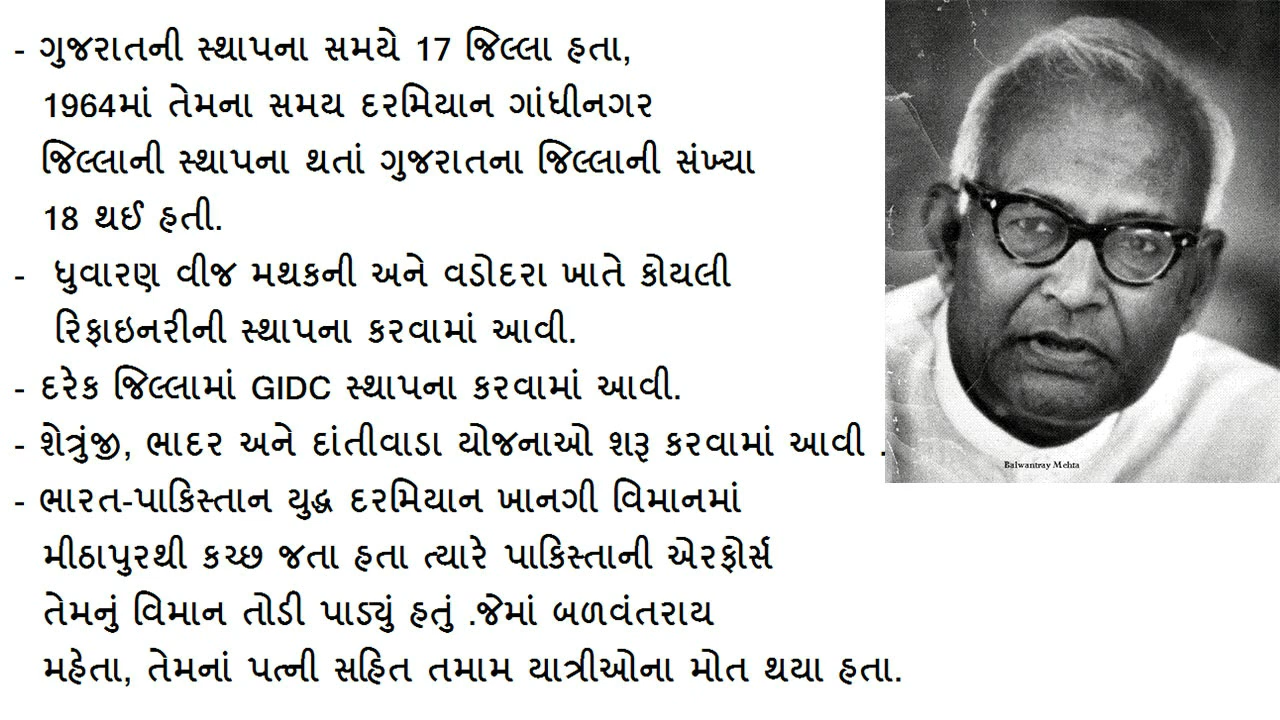 - ગુજરાતની સ્થાપના સમયે 17 જિલ્લા હતા,
1964માં તેમના સમય દરમિયાન ગાંધીનગર
જિલ્લાની સ્થાપના થતાં ગુજરાતના જિલ્લાની સંખ્યા
18 થઈ હતી.
- ધુવારણ વીજ મથકની અને વડોદરા ખાતે કોયલી
રિફાઇનરીની સ્થાપના કરવામાં આવી.
- દરેક જિલ્લામાં GIDC સ્થાપના કરવામાં આવી.
- શેત્રુંજી, ભાદર અને દાંતીવાડા યોજનાઓ શરૂ કરવામાં આવી .
- ભારત-પાકિસ્તાન યુદ્ધ દરમિયાન ખાનગી વિમાનમાં
મીઠાપુરથી કચ્છ જતા હતા ત્યારે પાકિસ્તાની એરફોર્સ
તેમનું વિમાન તોડી પાડ્યું હતું .જેમાં બળવંતરાય
મહેતા, તેમનાં પત્ની સહિત તમામ યાત્રીઓના મોત થયા હતા.
Balwantray Mehta